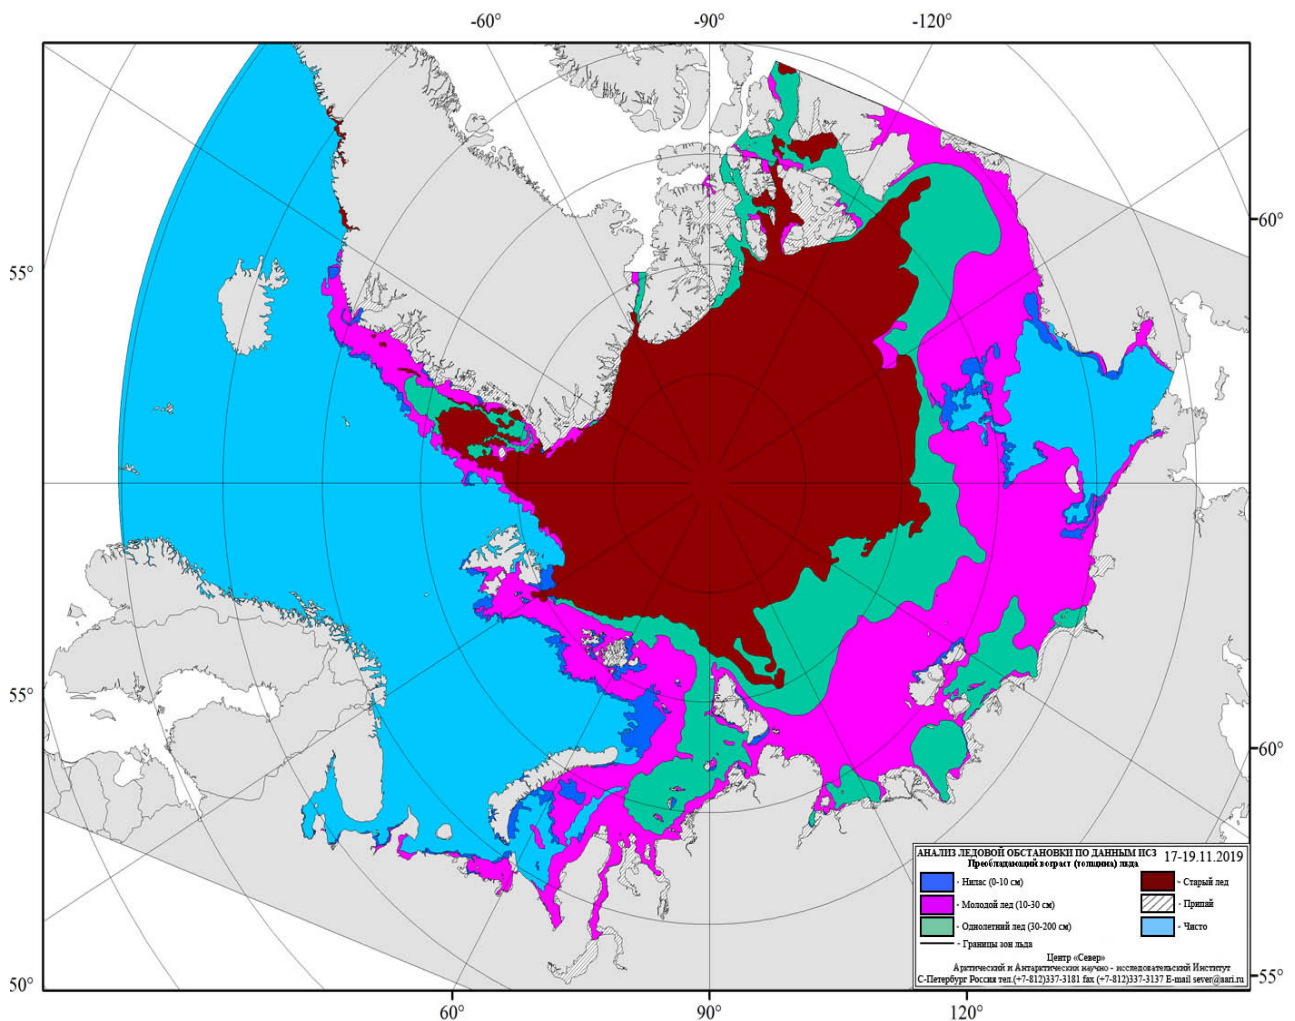 -60° -90° -120°
60°
55°
55°
60°
50°
55°
60° 90° 120°
АНАЛИЗ ЛЕДОВОЙ ОБСТАНОВКИ ПО ДАННЫМ ИСЗ 17-19.11.2019
Преобладающий возраст (толщина) льда
- Нилас (0-10 см)
- Старый лед
- Молодой лед (10-30 см)
- Припай
- Однолетний лед (30-200 см)
- Чисто
- Границы зон льда
Центр «Север»
Арктический и Антарктический научно - исследовательский Институт
С-Петербург Россия тел.(+7-812)337-3181 fax (+7-812)337-3137 E-mail sever@aari.ru